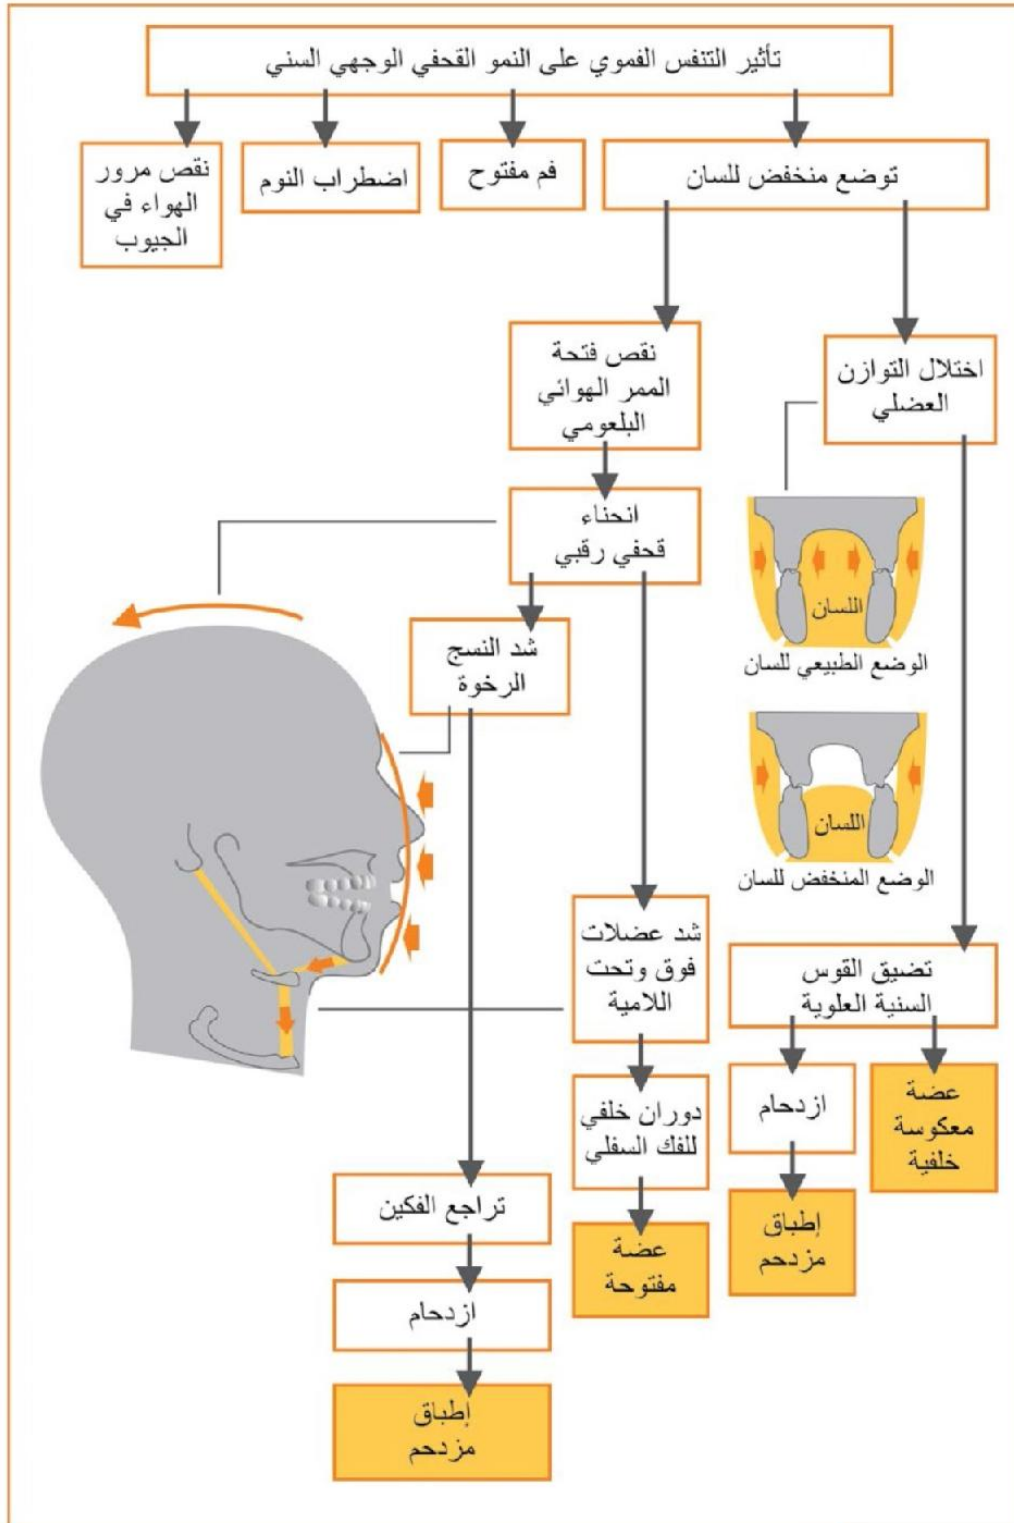 تأثير التنفس الفموي على النمو القحفي الوجهي السني
توضع منخفض للسان
فم مفتوح
اضطراب النوم
نقص مرور
الهواء في
الجيوب
نقص فتحة
الممر الهوائي
البلعومي
اختلال التوازن
العضلي
انحناء
قحفي رقبي
اللسان
الوضع الطبيعي للسان
شد النسج
الرخوة
اللسان
الوضع المنخفض للسان
شد عضلات
فوق وتحت
اللامية
تضيق القوس
السنية العلوية
دوران خلفي
للفك السفلي
ازدحام
عضة
معكوسة
خلفية
تراجع الفكين
عضة
مفتوحة
إطباق
مزدحم
ازدحام
إطباق
مزدحم